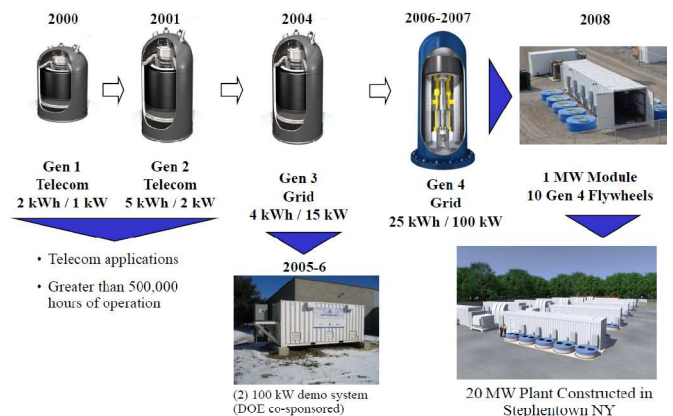 2000
2001
2004
2006-2007
2008
Gen 1
Telecom
2 kWh / 1 kW
Gen 2
Telecom
5 kWh / 2 kW
Gen 3
Grid
4 kWh / 15 kW
Gen 4
Grid
25 kWh / 100 kW
1 MW Module
10 Gen 4 Flywheels
• Telecom applications
• Greater than 500,000
hours of operation
2005-6
(2) 100 kW demo system
(DOE co-sponsored)
20 MW Plant Constructed in
Stephentown NY